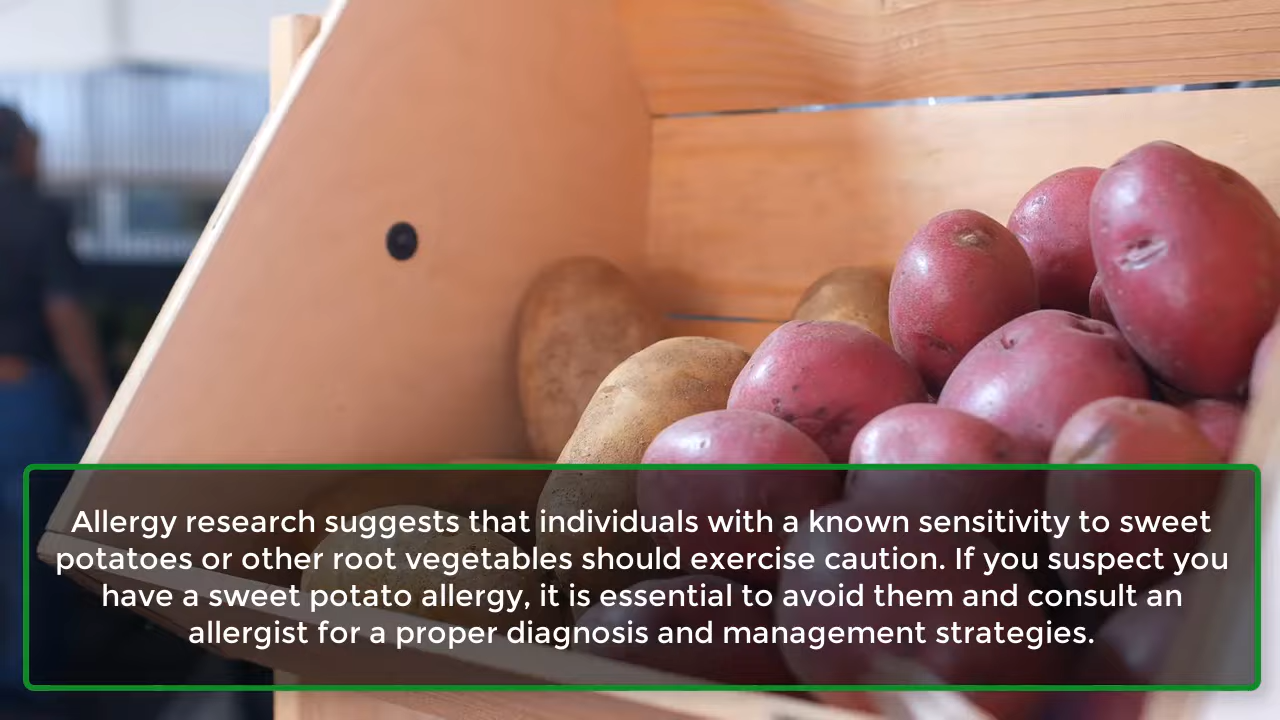 Allergy research suggests that individuals with a known sensitivity to sweet
potatoes or other root vegetables should exercise caution. If you suspect you
have a sweet potato allergy, it is essential to avoid them and consult an
allergist for a proper diagnosis and management strategies.